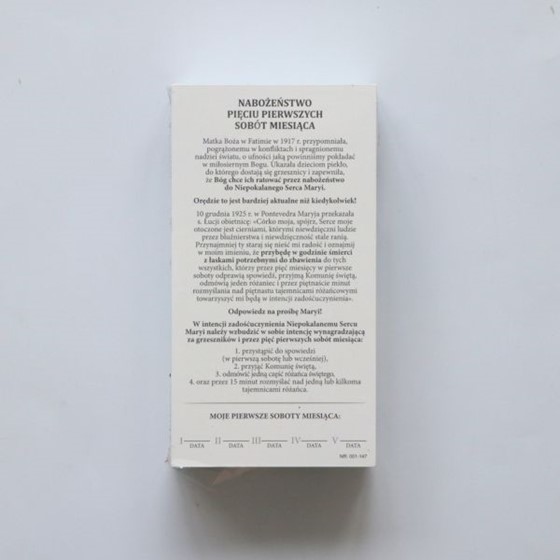 NABOŻEŃSTWO
PIĘCIU PIERWSZYCH
SOBÓT MIESIĄCA
Matka Boża w Fatimie w 1917 r. przypomniała,
pogrążonemu w konfliktach i spragnionemu
nadziei światu, o ufności jaką powinniśmy pokładać
w miłosiernym Bogu. Ukazała dzieciom piekło,
do którego dostają się grzesznicy i zapewniła,
że Bóg chce ich ratować przez nabożeństwo
do Niepokalanego Serca Maryi.
Orędzie to jest bardziej aktualne niż kiedykolwiek!
10 grudnia 1925 r. w Pontevedra Maryja przekazała
s. Łucji obietnicę: «Córko moja, spójrz, Serce moje
otoczone jest cierniami, którymi niewdzięczni ludzie
przez bluźnierstwa i niewdzięczność stale ranią.
Przynajmniej ty staraj się nieść mi radość i oznajmij
w moim imieniu, że przybędę w godzinie śmierci
z łaskami potrzebnymi do zbawienia do tych
wszystkich, którzy przez pięć miesięcy w pierwsze
soboty odprawią spowiedź, przyjmą Komunię świętą,
odmówią jeden różaniec i przez piętnaście minut
rozmyślania nad piętnastu tajemnicami różańcowymi
towarzyszyć mi będą w intencji zadośćuczynienia».
Odpowiedz na prośbę Maryi!
W intencji zadośćuczynienia Niepokalanemu Sercu
Maryi należy wzbudzić w sobie intencję wynagradzającą
za grzeszników i przez pięć pierwszych sobót miesiąca:
1. przystąpić do spowiedzi
(w pierwszą sobotę lub wcześniej),
2. przyjąć Komunię świętą,
3. odmówić jedną część różańca świętego,
4. oraz przez 15 minut rozmyślać nad jedną lub kilkoma
tajemnicami różańca.
MOJE PIERWSZE SOBOTY MIESIĄCA:
I II III IV V
DATA DATA DATA DATA DATA